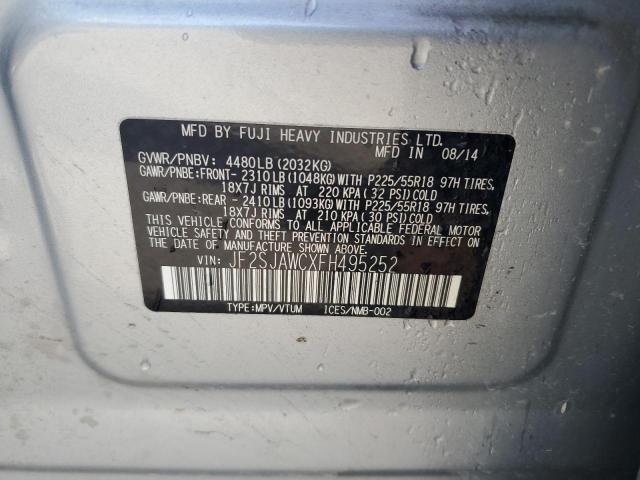 MFD BY FUJI HEAVY INDUSTRIES LTD.
MFD IN 08/14
GVWR/PNBV: 4480LB (2032KG)
GAWR/PNBE:FRONT- 2310 LB (1048KG) WITH P225/55R18 97H TIRES,
18X7J RIMS AT 220 KPA ( 32 PSI) COLD
GAWR/PNBE:REAR - 2410 LB (1093KG) WITH P225/55R18 97H TIRES,
18X7J RIMS AT 210 KPA ( 30 PSI) COLD
THIS VEHICLE CONFORMS TO ALL APPLICABLE FEDERAL MOTOR
VEHICLE SAFETY AND THEFT PREVENTION STANDARDS IN
EFFECT ON THE DATE OF MANUFACTURE SHOWN ABOVE.
VIN: JF2SJAWCXFH495252
TYPE:MPV/VTUM ICES/NMB-002